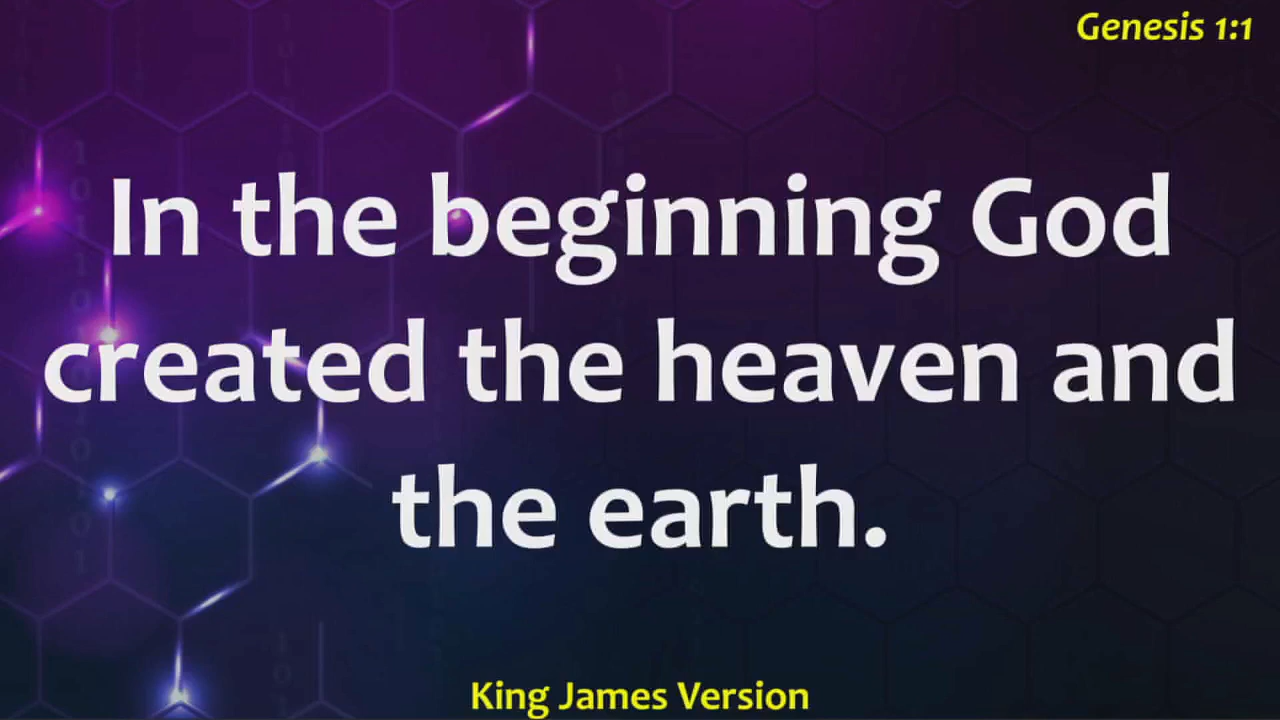 Genesis 1:1
In the beginning God
created the heaven and
the earth.
King James Version